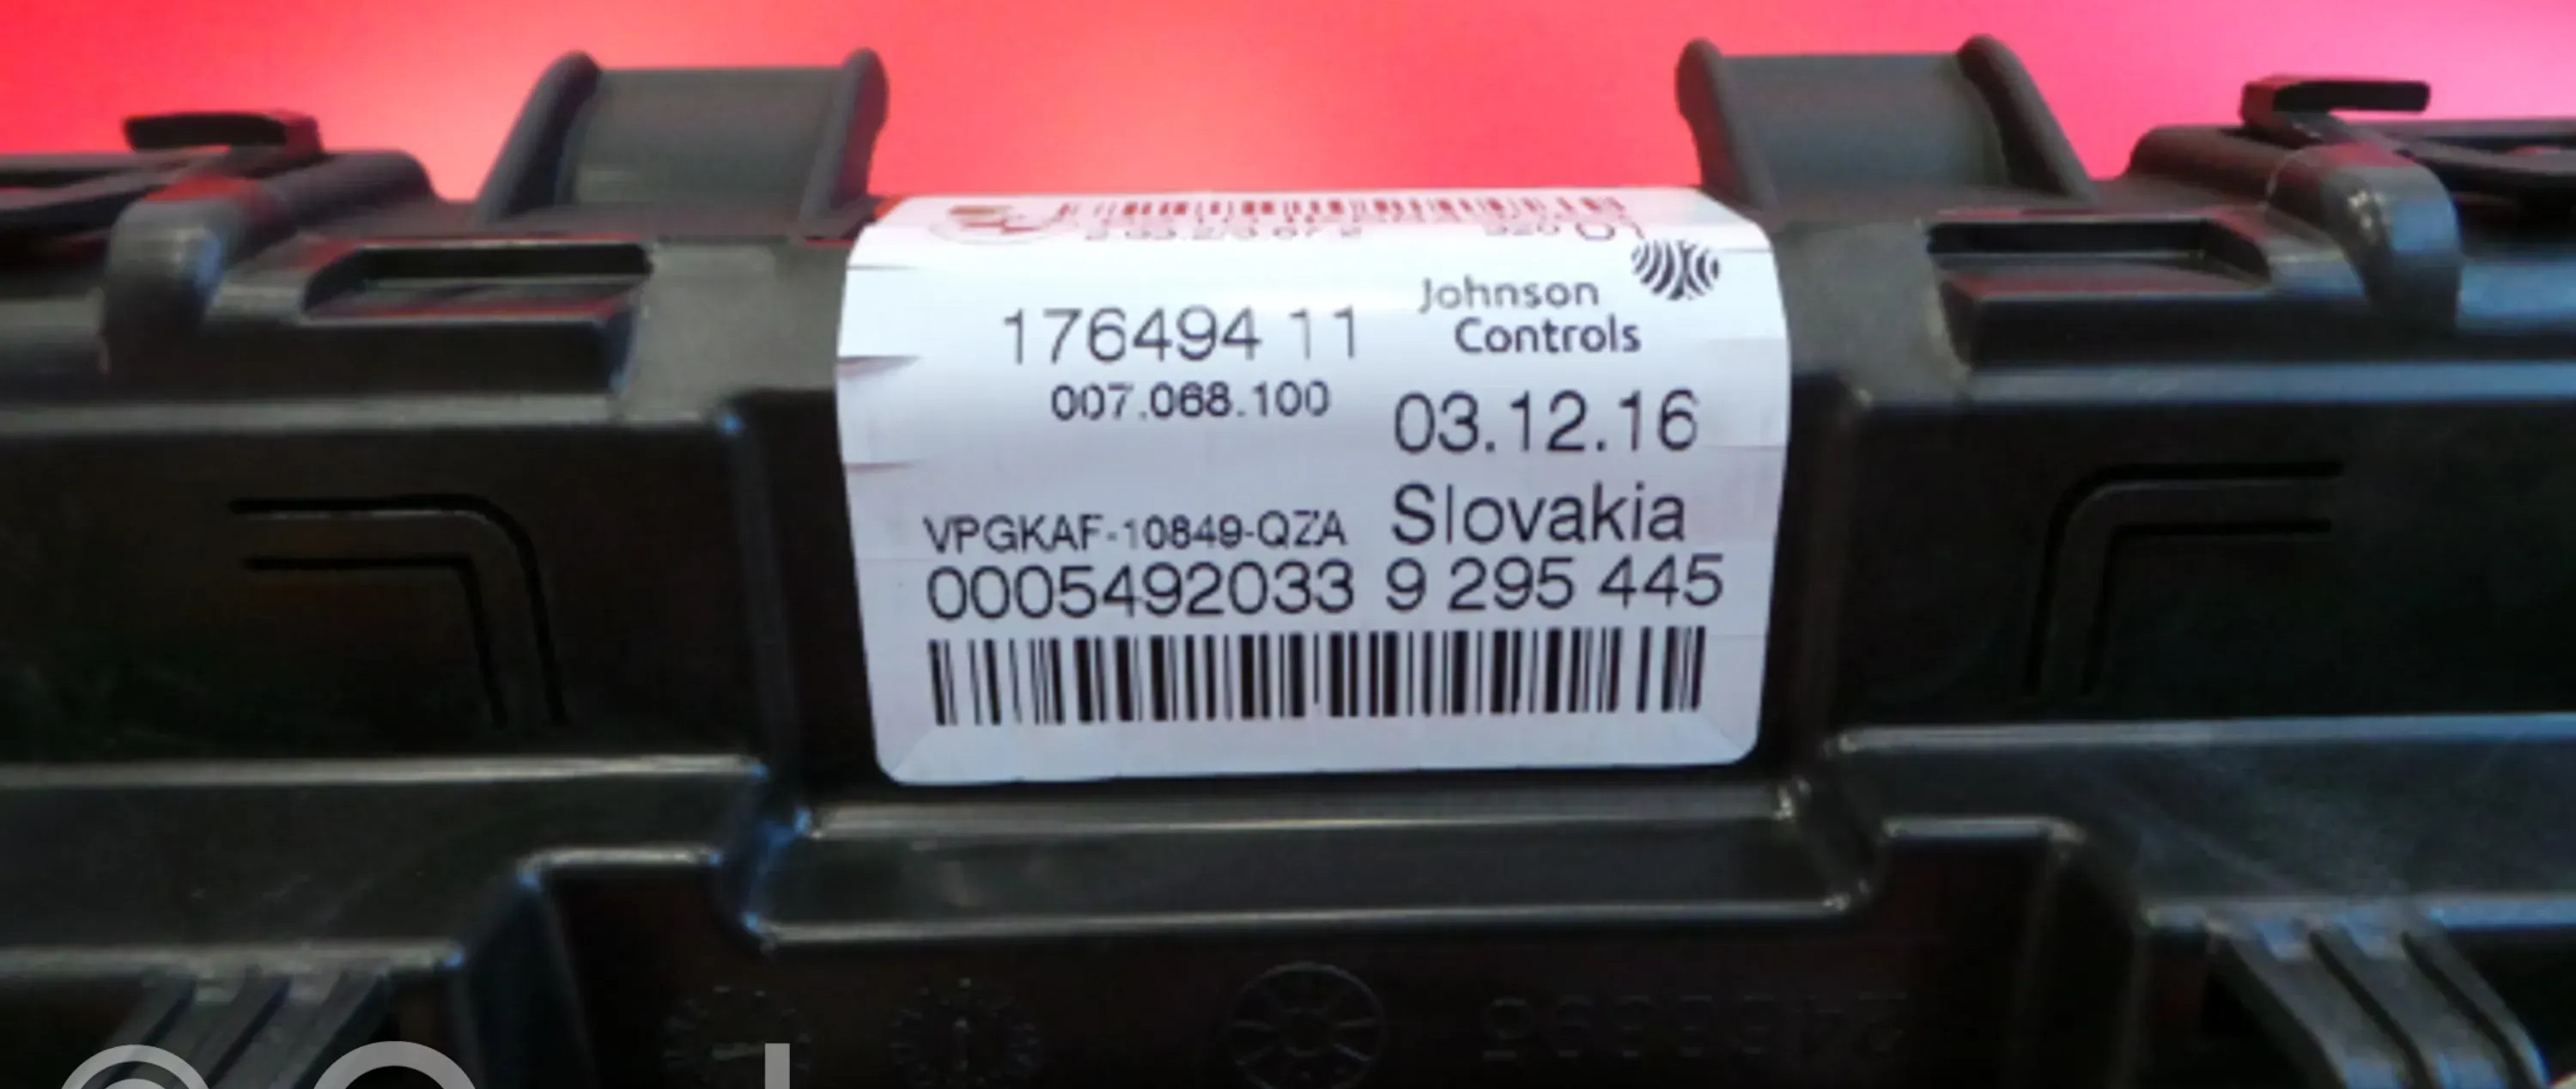 Johnson
Controls
176494 11
007.068.100
03.12.16
VPGKAF-10849-QZA
Slovakia
0005492033 9 295 445